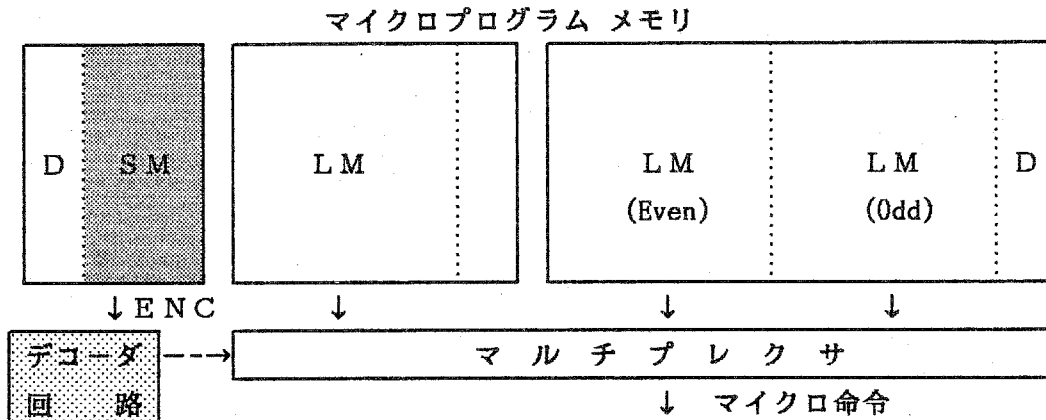 マイクロプログラム メモリ
D SM LM LM LM D
(Even) (Odd)
↓ENC ↓ ↓ ↓
デコーダ --→ マルチプレクサ
回 路 ↓ マイクロ命令